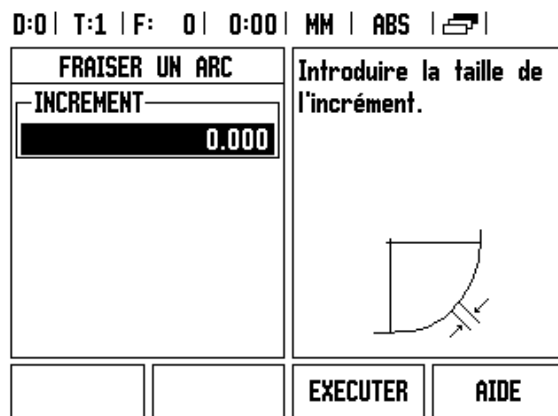 D:0 | T:1 | F: 0 | 0:00 | MM | ABS |
FRAISER UN ARC
INCREMENT
0.000
Introduire la taille de
l'incrément.
EXECUTER
AIDE